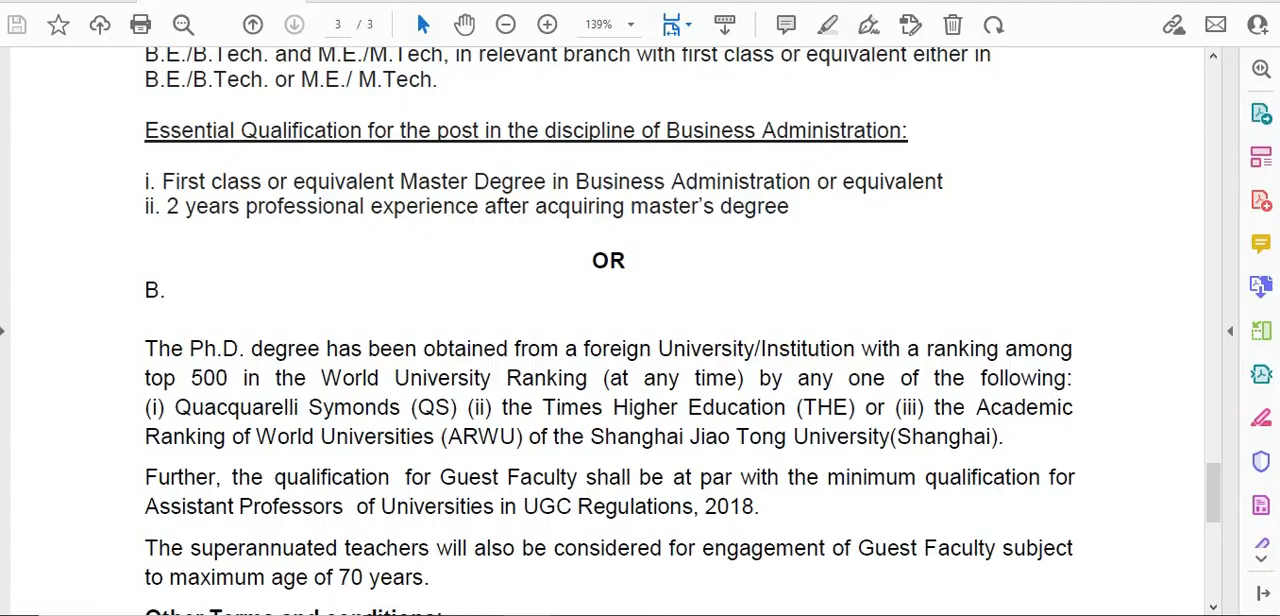 3 / 3
139%
B.E./B.Tech. and M.E./M.Tech, in relevant branch with first class or equivalent either in
B.E./B.Tech. or M.E./ M.Tech.
Essential Qualification for the post in the discipline of Business Administration:
i. First class or equivalent Master Degree in Business Administration or equivalent
ii. 2 years professional experience after acquiring master’s degree
OR
B.
The Ph.D. degree has been obtained from a foreign University/Institution with a ranking among
top 500 in the World University Ranking (at any time) by any one of the following:
(i) Quacquarelli Symonds (QS) (ii) the Times Higher Education (THE) or (iii) the Academic
Ranking of World Universities (ARWU) of the Shanghai Jiao Tong University(Shanghai).
Further, the qualification for Guest Faculty shall be at par with the minimum qualification for
Assistant Professors of Universities in UGC Regulations, 2018.
The superannuated teachers will also be considered for engagement of Guest Faculty subject
to maximum age of 70 years.
Other Terms and conditions: